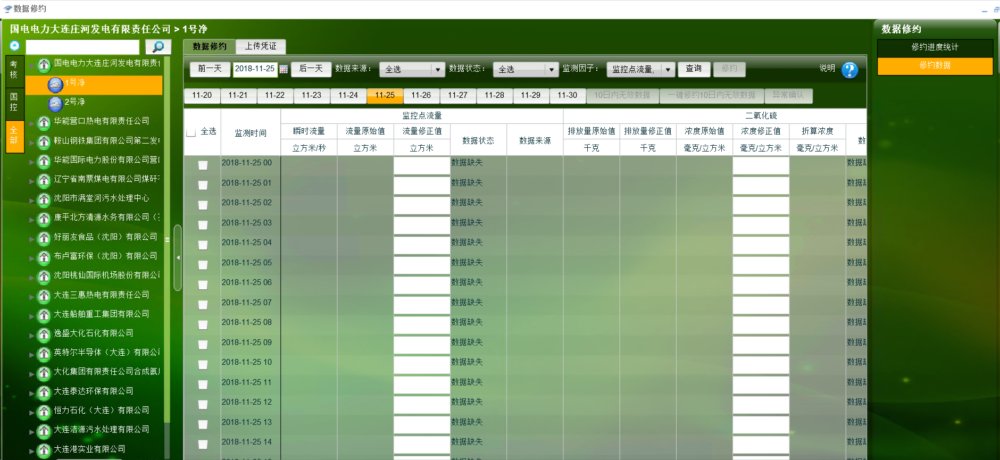 数据修约
国电电力大连庄河发电有限责任公司 > 1号净
考核
国控
全部
国电电力大连庄河发电有限责
1号净
2号净
华能营口热电有限责任公司
鞍山钢铁集团有限公司第二发
华能国际电力股份有限公司营
辽宁省南票煤电有限公司煤矸
沈阳市满堂河污水处理中心
康平北方清源水务有限公司（
好丽友食品（沈阳）有限公司
布卢富环保（沈阳）有限公司
沈阳桃仙国际机场股份有限公
大连三惠热电有限责任公司
大连船舶重工集团有限公司
逸盛大化石化有限公司
英特尔半导体（大连）有限公
大化集团有限责任公司合成氨
大连泰达环保有限公司
恒力石化（大连）有限公司
大连洁源污水处理有限公司
大连港实业有限公司
数据修约 上传凭证
前一天 2018-11-25 后一天 数据来源： 全选 数据状态： 全选 监测因子： 监控点流量, 查询 修约 说明
11-20 11-21 11-22 11-23 11-24 11-25 11-26 11-27 11-28 11-29 11-30 10日内无效数据 一键修约10日内无效数据 异常确认
监控点流量 二氧化硫
全选 监测时间 瞬时流量 流量原始值 流量修正值 数据状态 数据来源 排放量原始值 排放量修正值 浓度原始值 浓度修正值 折算浓度 数
立方米/秒 立方米 立方米 千克 千克 毫克/立方米 毫克/立方米 毫克/立方米
2018-11-25 00 数据缺失 数据
2018-11-25 01 数据缺失 数据
2018-11-25 02 数据缺失 数据
2018-11-25 03 数据缺失 数据
2018-11-25 04 数据缺失 数据
2018-11-25 05 数据缺失 数据
2018-11-25 06 数据缺失 数据
2018-11-25 07 数据缺失 数据
2018-11-25 08 数据缺失 数据
2018-11-25 09 数据缺失 数据
2018-11-25 10 数据缺失 数据
2018-11-25 11 数据缺失 数据
2018-11-25 12 数据缺失 数据
2018-11-25 13 数据缺失 数据
2018-11-25 14 数据缺失 数据
数据修约
修约进度统计
修约数据